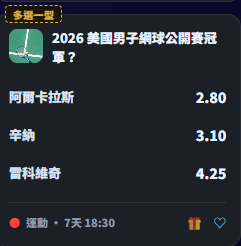 多選一型
2026 美國男子網球公開賽冠
軍？
阿爾卡拉斯 2.80
辛納 3.10
雷科維奇 4.25
運動 • 7天 18:30